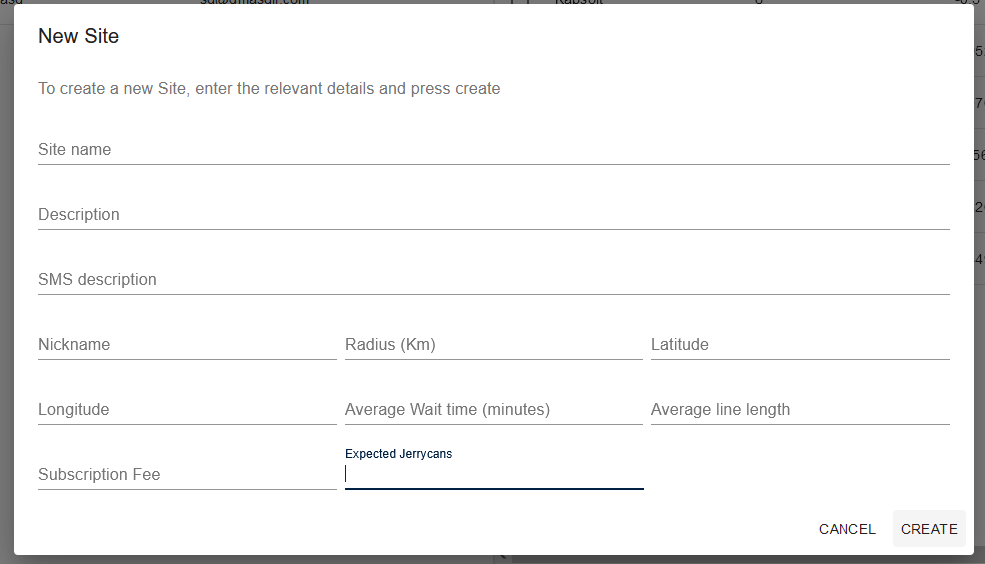 New Site
To create a new Site, enter the relevant details and press create
Site name
Description
SMS description
Nickname Radius (Km) Latitude
Longitude Average Wait time (minutes) Average line length
Subscription Fee Expected Jerrycans
CANCEL CREATE